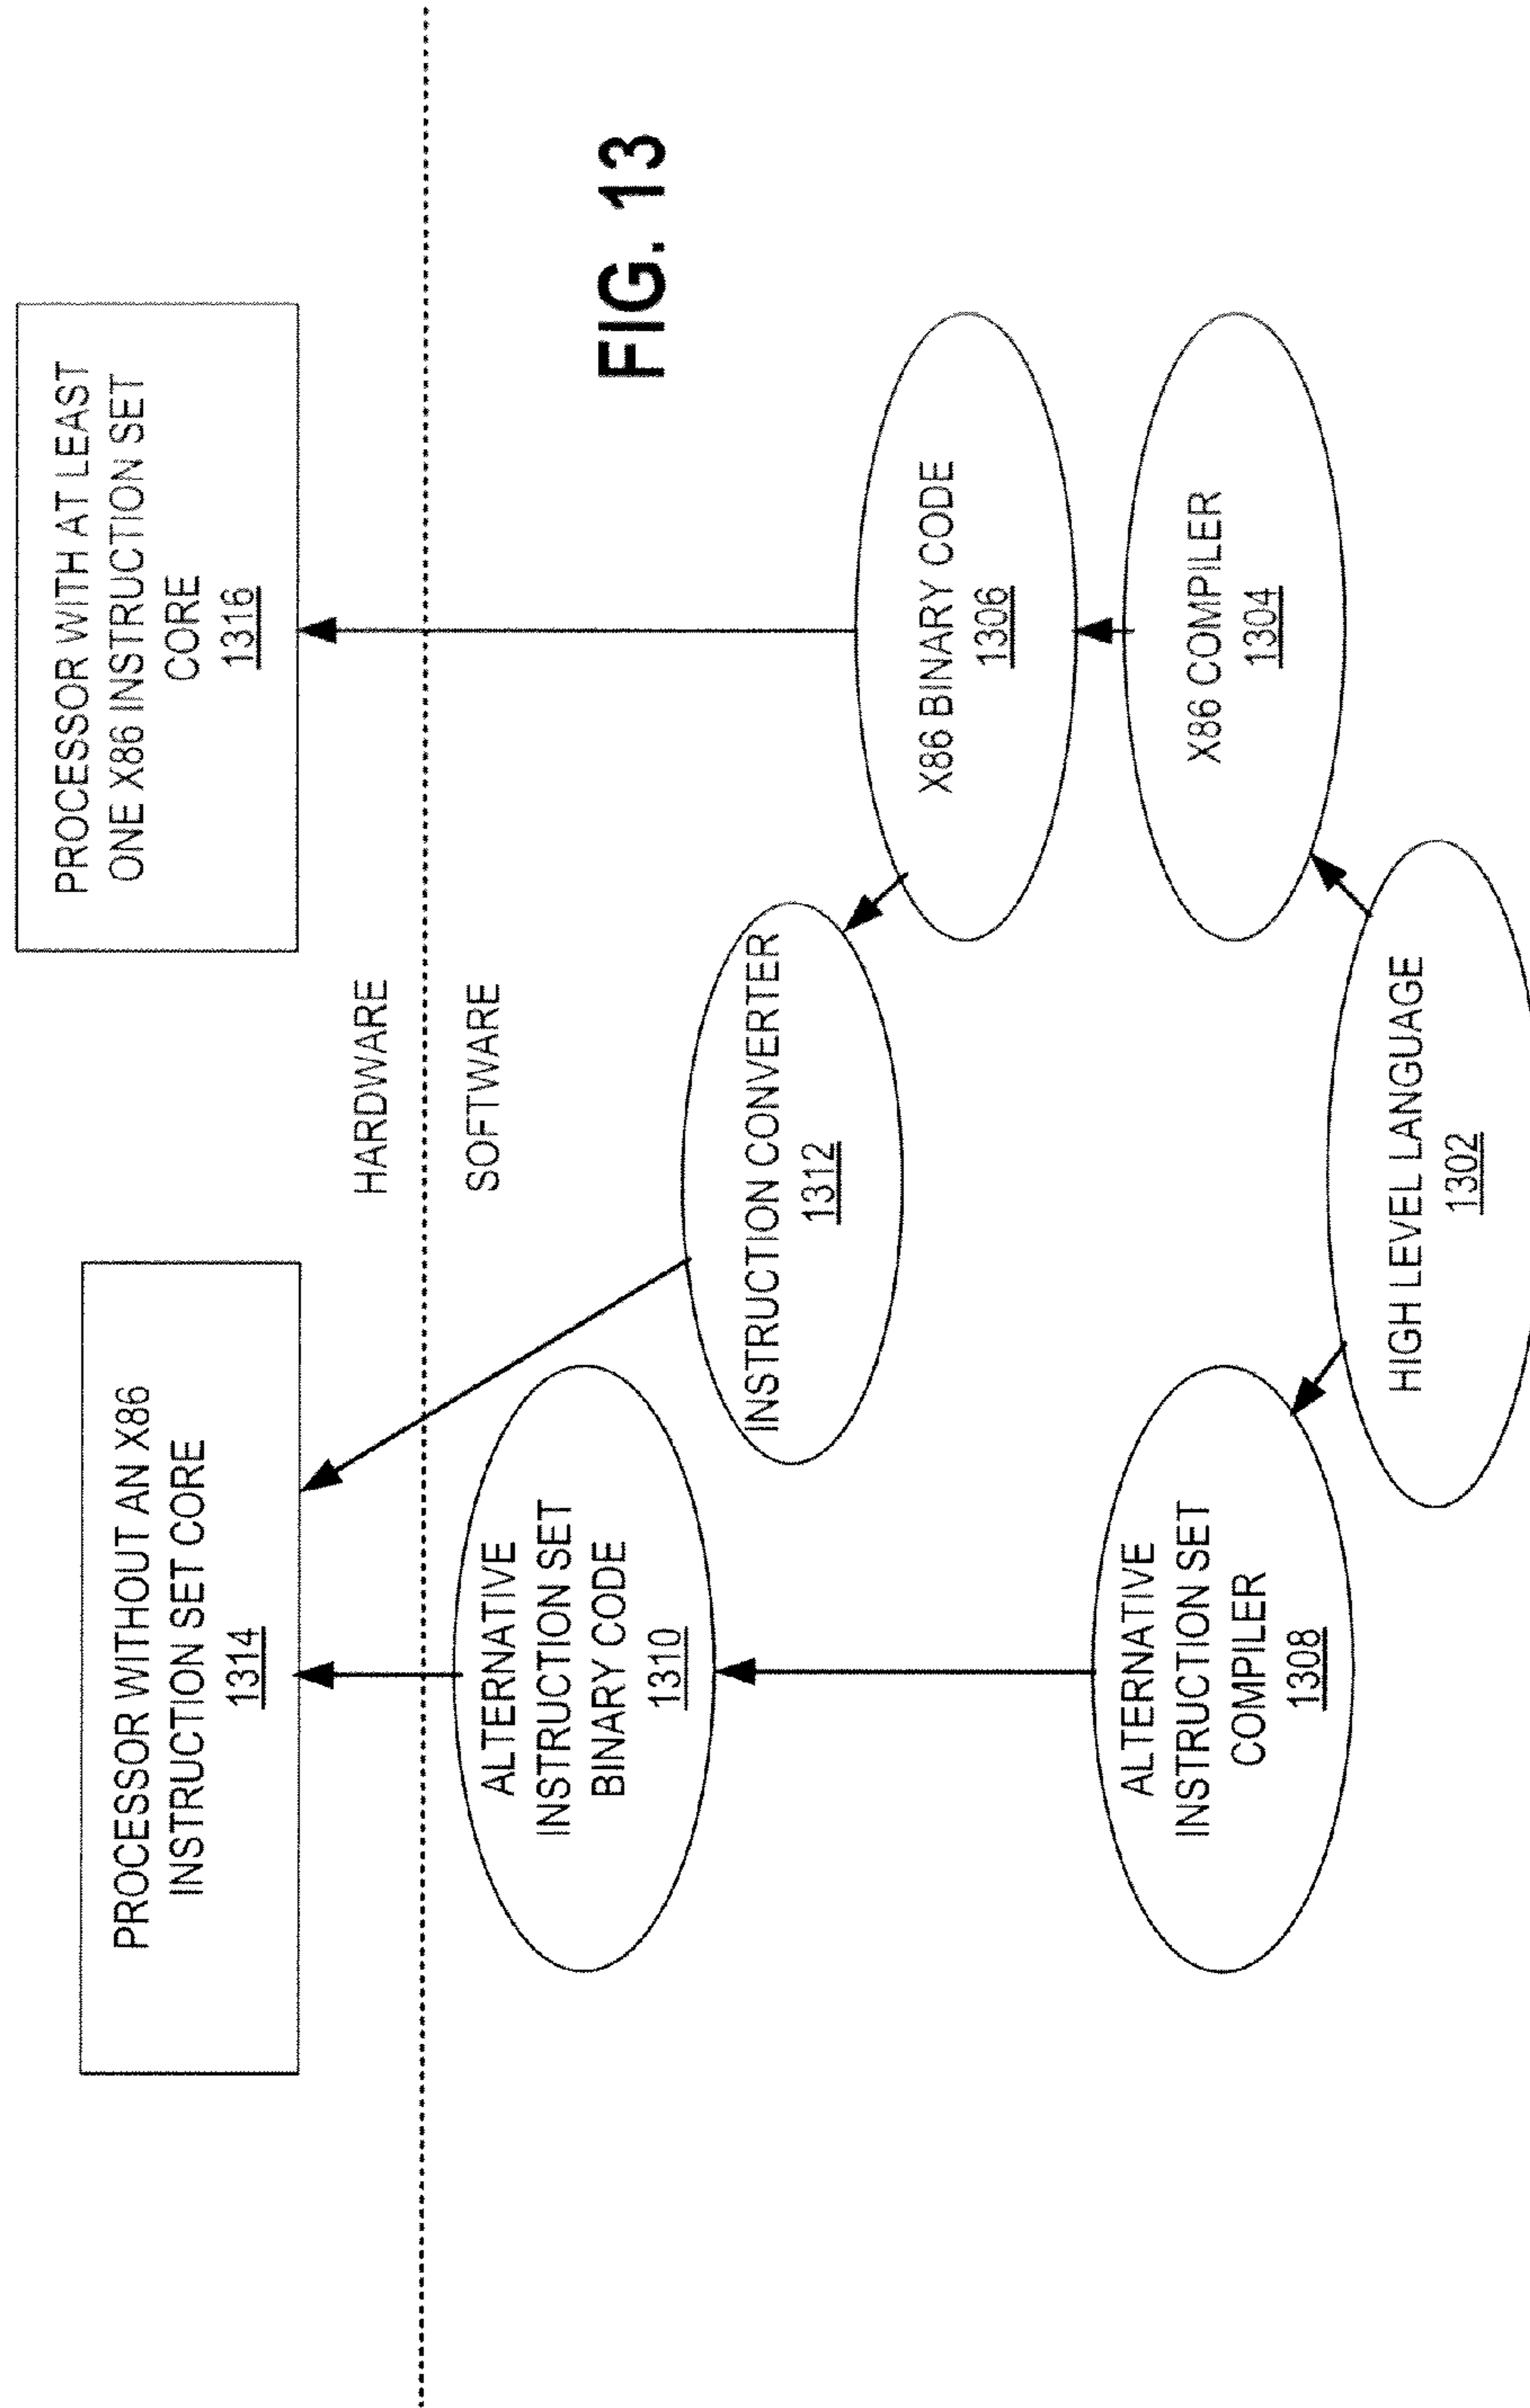 PROCESSOR WITHOUT AN X86
INSTRUCTION SET CORE
1314
PROCESSOR WITH AT LEAST
ONE X86 INSTRUCTION SET
CORE
1316
HARDWARE
SOFTWARE
ALTERNATIVE
INSTRUCTION SET
BINARY CODE
1310
INSTRUCTION CONVERTER
1312
X86 BINARY CODE
1306
ALTERNATIVE
INSTRUCTION SET
COMPILER
1308
X86 COMPILER
1304
HIGH LEVEL LANGUAGE
1302
FIG. 13